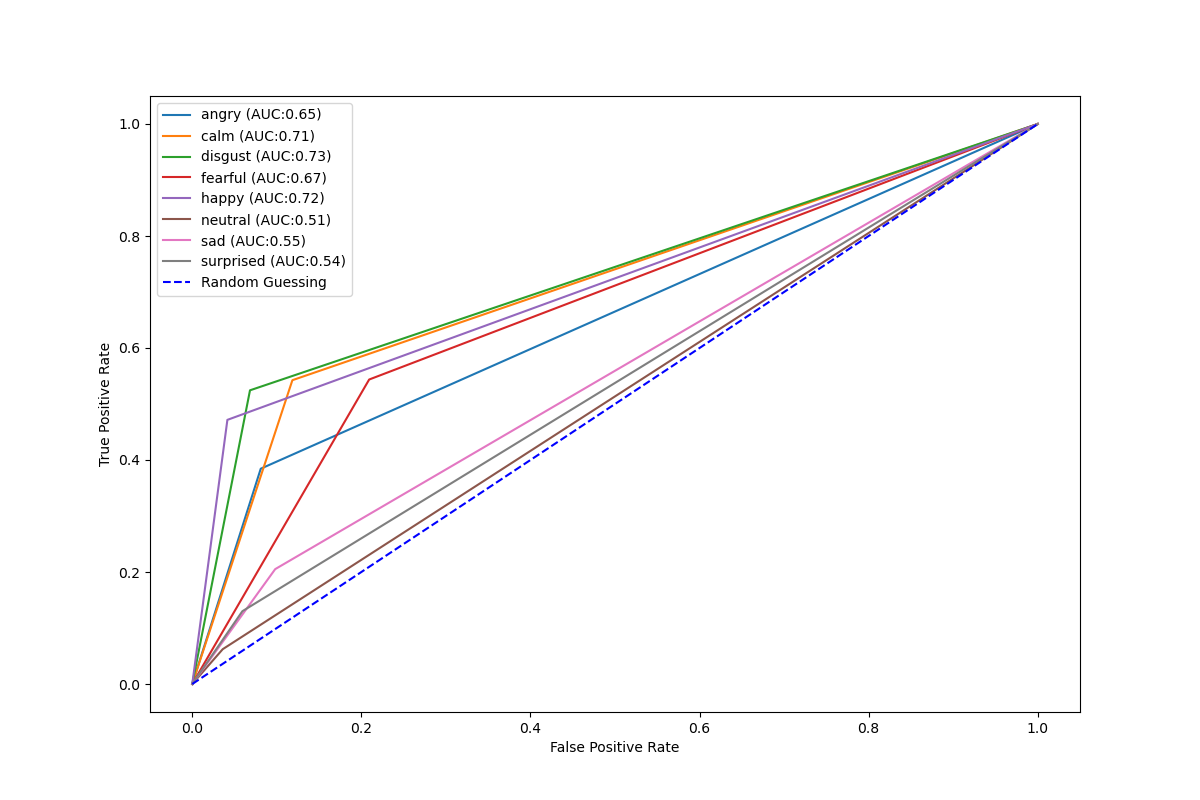 angry (AUC:0.65)
calm (AUC:0.71)
disgust (AUC:0.73)
fearful (AUC:0.67)
happy (AUC:0.72)
neutral (AUC:0.51)
sad (AUC:0.55)
surprised (AUC:0.54)
Random Guessing
True Positive Rate
1.0
0.8
0.6
0.4
0.2
0.0
0.0 0.2 0.4 0.6 0.8 1.0
False Positive Rate